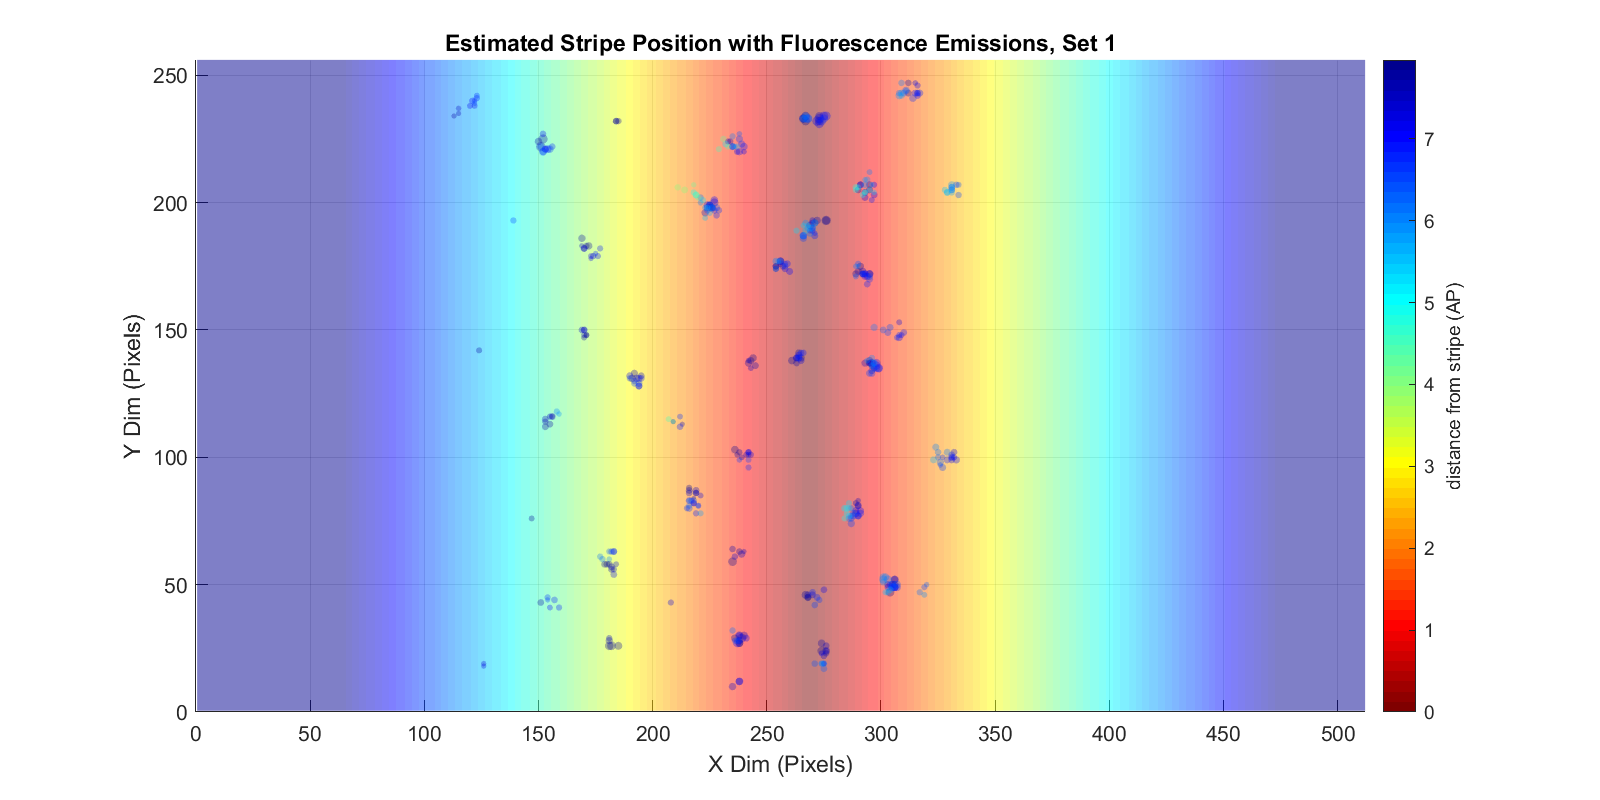 Estimated Stripe Position with Fluorescence Emissions, Set 1
250
200
150
100
50
0
Y Dim (Pixels)
0 50 100 150 200 250 300 350 400 450 500
X Dim (Pixels)
7
6
5
4
3
2
1
0
distance from stripe (AP)